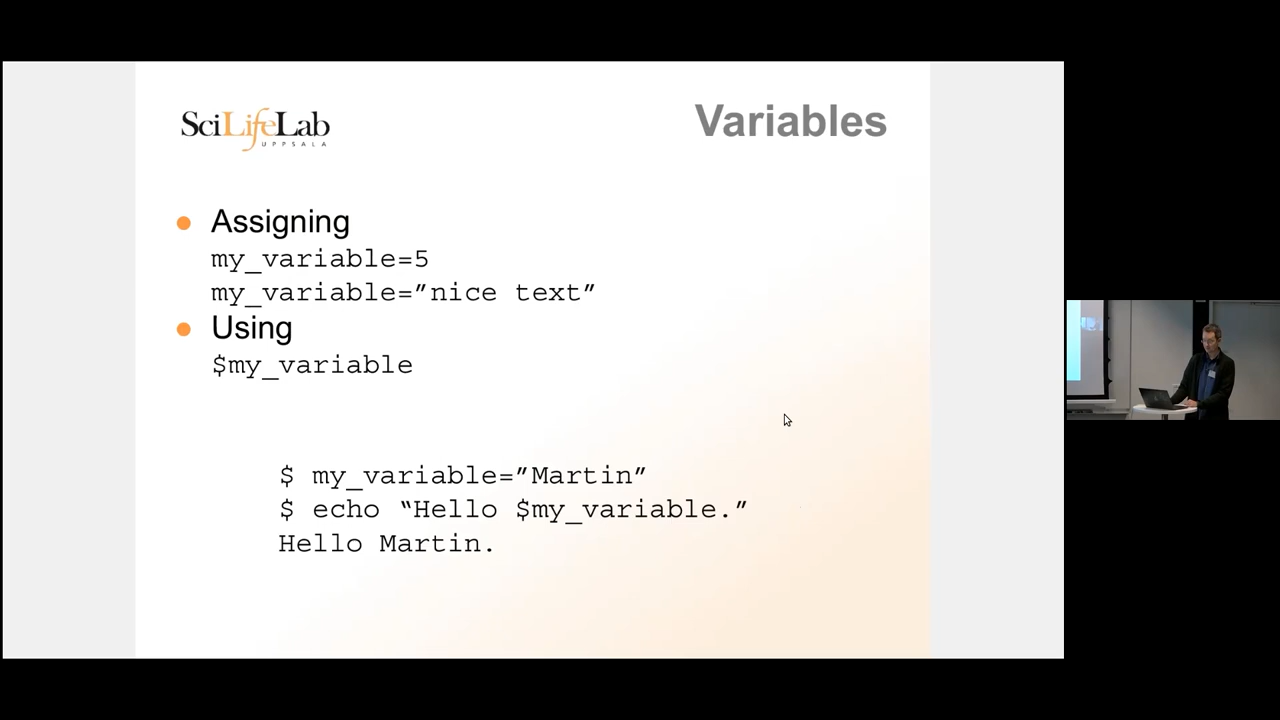 SciLifeLab
UPPSALA
Variables
● Assigning
my_variable=5
my_variable=”nice text”
● Using
$my_variable
$ my_variable=”Martin”
$ echo “Hello $my_variable.”
Hello Martin.